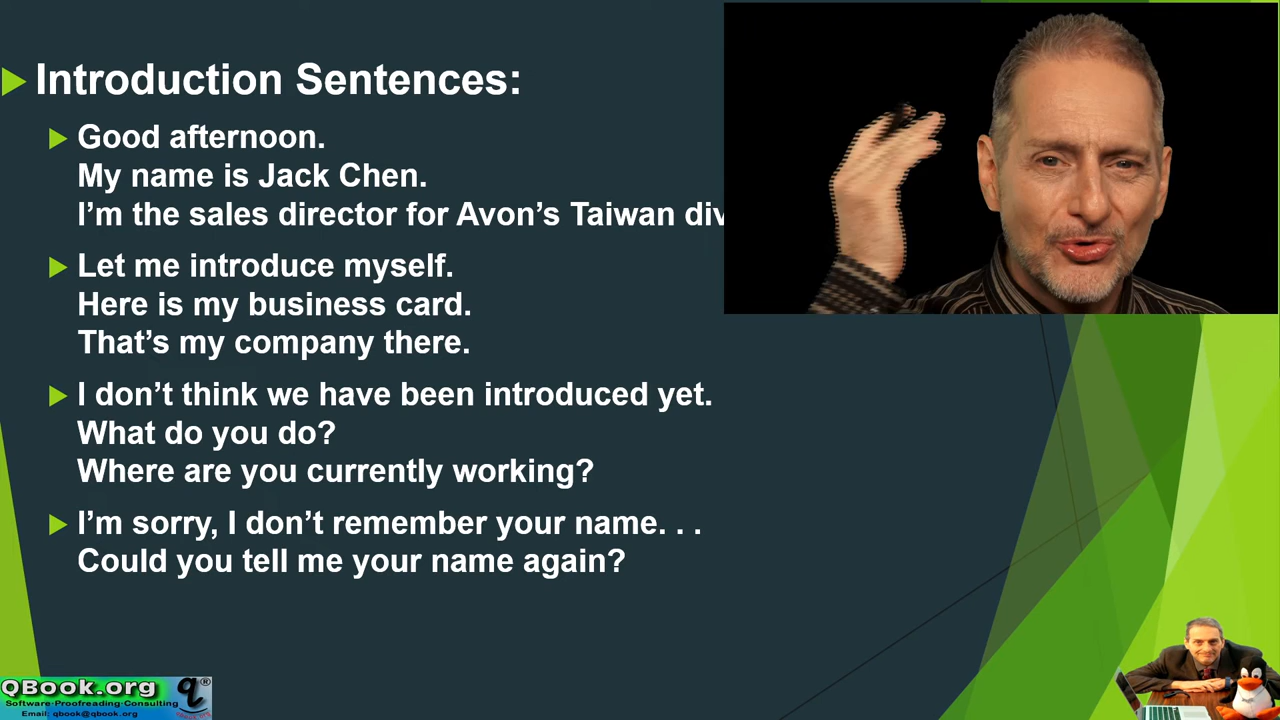 Introduction Sentences:
Good afternoon.
My name is Jack Chen.
I’m the sales director for Avon’s Taiwan
Let me introduce myself.
Here is my business card.
That’s my company there.
I don’t think we have been introduced yet.
What do you do?
Where are you currently working?
I’m sorry, I don’t remember your name. . .
Could you tell me your name again?
QBook.org q®
Software·Proofreading·Consulting
Email: qbook@qbook.org